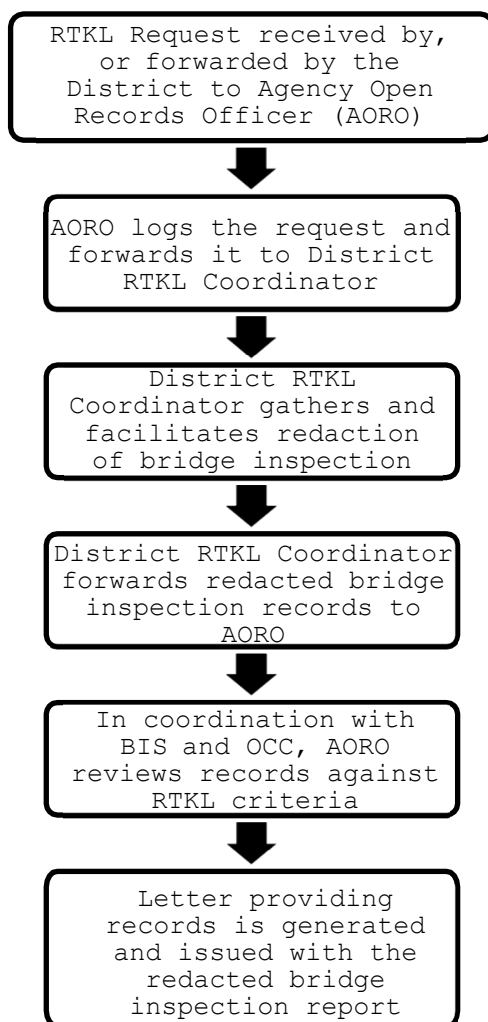 RTKL Request received by,
or forwarded by the
District to Agency Open
Records Officer (AORO)
AORO logs the request and
forwards it to District
RTKL Coordinator
District RTKL
Coordinator gathers and
facilitates redaction
of bridge inspection
District RTKL Coordinator
forwards redacted bridge
inspection records to
AORO
In coordination with
BIS and OCC, AORO
reviews records against
RTKL criteria
Letter providing
records is generated
and issued with the
redacted bridge
inspection report